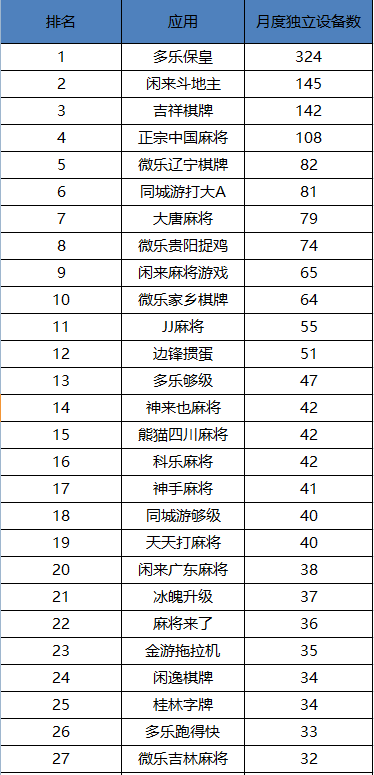 排名 应用 月度独立设备数
1 多乐保皇 324
2 闲来斗地主 145
3 吉祥棋牌 142
4 正宗中国麻将 108
5 微乐辽宁棋牌 82
6 同城游打大A 81
7 大唐麻将 79
8 微乐贵阳捉鸡 74
9 闲来麻将游戏 65
10 微乐家乡棋牌 64
11 JJ麻将 55
12 边锋掼蛋 51
13 多乐够级 47
14 神来也麻将 42
15 熊猫四川麻将 42
16 科乐麻将 42
17 神手麻将 41
18 同城游够级 40
19 天天打麻将 40
20 闲来广东麻将 38
21 冰魄升级 37
22 麻将来了 36
23 金游拖拉机 35
24 闲逸棋牌 34
25 桂林字牌 34
26 多乐跑得快 33
27 微乐吉林麻将 32